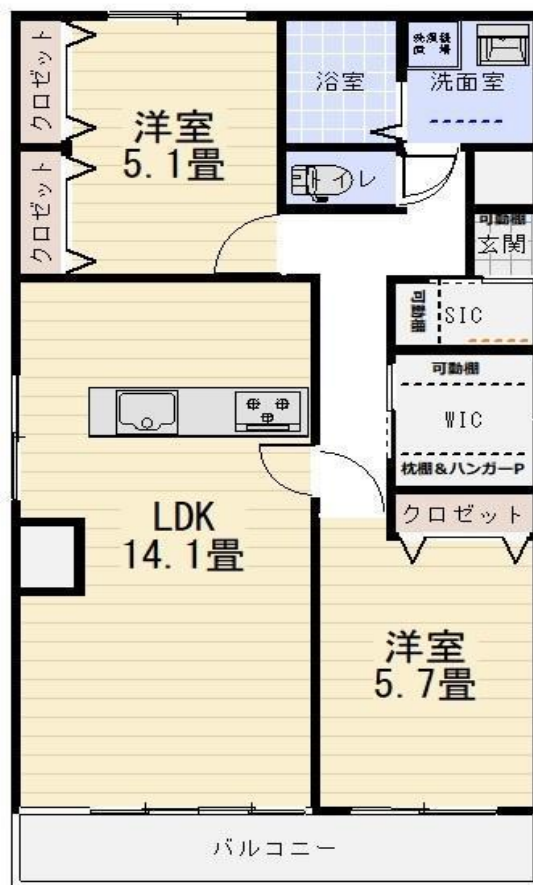 クロゼット
洋室
5.1畳
クロゼット
浴室
洗濯機
置場
洗面室
トイレ
可動棚
玄関
可動棚
SIC
可動棚
WIC
枕棚&ハンガーP
クロゼット
LDK
14.1畳
洋室
5.7畳
バルコニー